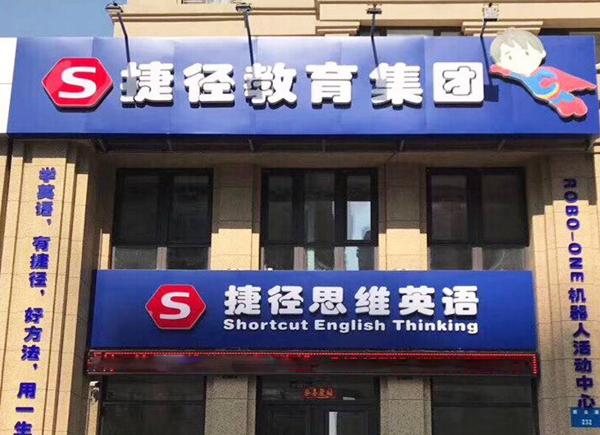 S 捷径教育集团
学英语，有捷径，好方法，用一生
ROBO-ONE 机器人活动中心
S 捷径思维英语
Shortcut English Thinking
232